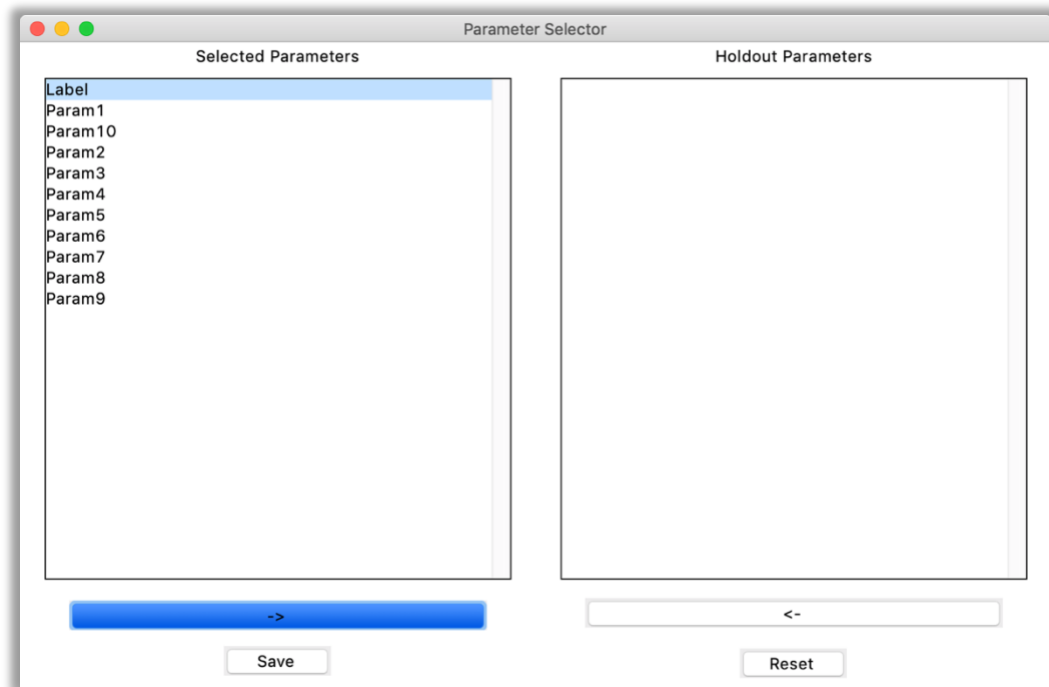 Parameter Selector
Selected Parameters
Holdout Parameters
Label
Param1
Param10
Param2
Param3
Param4
Param5
Param6
Param7
Param8
Param9
->
<-
Save
Reset